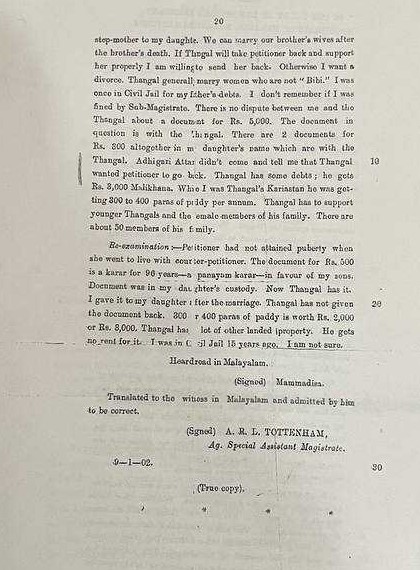 20
step-mother to my daughte. We can marry our brother's wives after
the brother's death. If Thangal will take petitioner back and support
her properly I am willing to send her back. Otherwise I want a
divorce. Thangal generally marry women who are not "Bibi." I was
once in Civil Jail for my father's debts. I don't remember if I was
fined by Sub-Magistrate. There is no dispute between me and the
Thangal about a document for Rs. 5,000. The document in
question is with the Thangal. There are 2 documents for
Rs. 800 altogether in m daughter's name which are with the
Thangal. Adhigari Attar didn't come and tell me that Thangal 10
wanted petitioner to go back. Thangal has some debts; he gets
Rs. 3,000 Malikhana. While I was Thangal's Kariastan he was get-
ting 300 to 400 paras of paddy per annum. Thangal has to support
younger Thangals and the female members of his family. There are
about 50 members of his family.
Re-examination:—Petitioner had not attained puberty when
she went to live with counter-petitioner. The document for Rs. 500
is a karar for 96 years—a panayom karar—in favour of my sons.
Document was in my daughter's custody. Now Thangal has it.
I gave it to my daughter after the marriage. Thangal has not given 20
the document back. 300 r 400 paras of paddy is worth Rs. 2,000
or Rs. 3,000. Thangal has lot of other landed property. He gets
no rent for it. I was in Civil Jail 15 years ago. I am not sure.
Heardroad in Malayalam.
(Signed) Mammadisa.
Translated to the witness in Malayalam and admitted by him
to be correct.
(Signed) A. R. L. TOTTENHAM,
Ag. Special Assistant Magistrate.
9—1—02. 30
(True copy).
* * * *